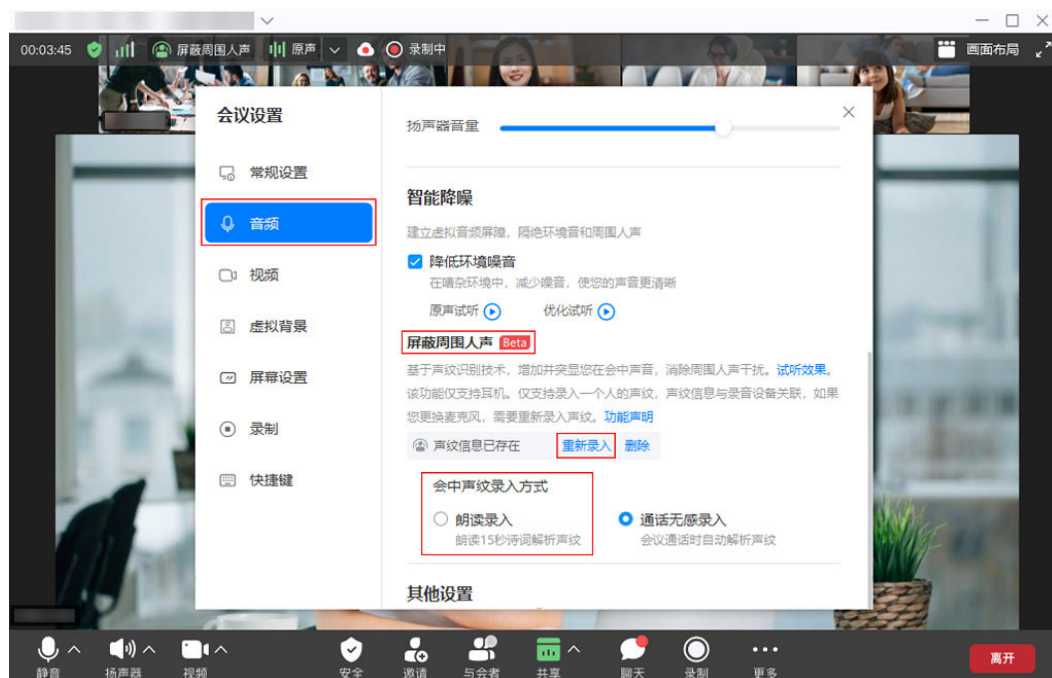 00:03:45 屏蔽周围人声 原声 录制中 画面布局
会议设置
常规设置
音频
视频
虚拟背景
屏幕设置
录制
快捷键
扬声器音量
智能降噪
建立虚拟音频屏障，隔绝环境音和周围人声
降低环境噪音
在嘈杂环境中，减少噪音，使您的声音更清晰
原声试听 优化试听
屏蔽周围人声 Beta
基于声纹识别技术，增加并突显您在会中声音，消除周围人声干扰。试听效果。
该功能仅支持耳机。仅支持录入一个人的声纹，声纹信息与录音设备关联，如果
您更换麦克风，需要重新录入声纹。功能声明
声纹信息已存在 重新录入 删除
会中声纹录入方式
朗读录入 通话无感录入
朗读15秒诗词解析声纹 会议通话时自动解析声纹
其他设置
静音 扬声器 视频 安全 邀请 与会者 共享 聊天 录制 更多 离开